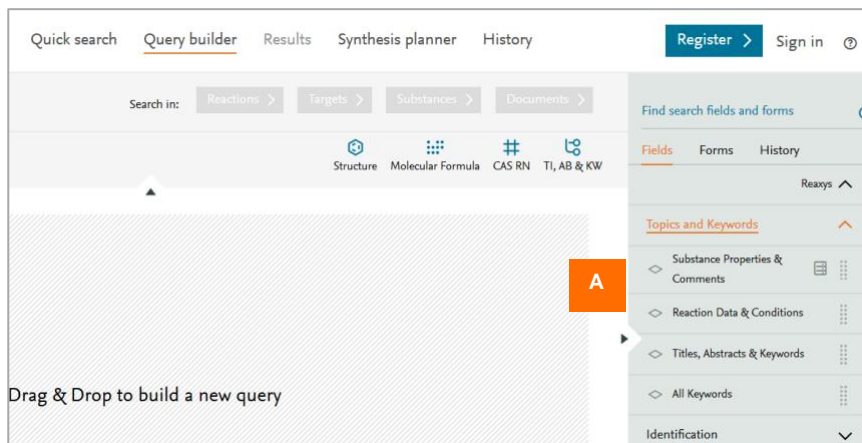 Quick search Query builder Results Synthesis planner History Register Sign in
Search in: Reactions Targets Substances Documents
Find search fields and forms
Structure Molecular Formula CAS RN TI, AB & KW
Fields Forms History
Reaxys
Topics and Keywords
A
Substance Properties &
Comments
Reaction Data & Conditions
Titles, Abstracts & Keywords
All Keywords
Drag & Drop to build a new query
Identification